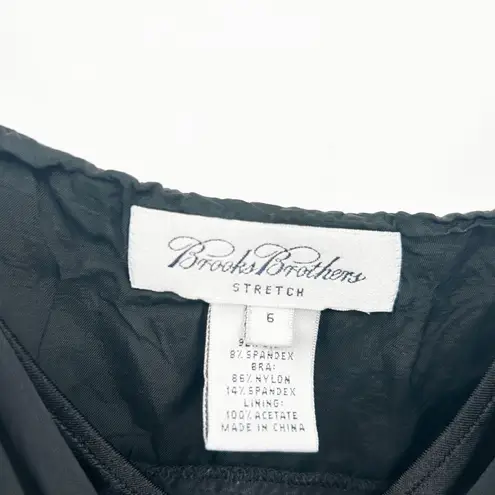 Brooks Brothers
STRETCH
6
8% SPANDEX
BRA:
86% NYLON
14% SPANDEX
LINING:
100% ACETATE
MADE IN CHINA